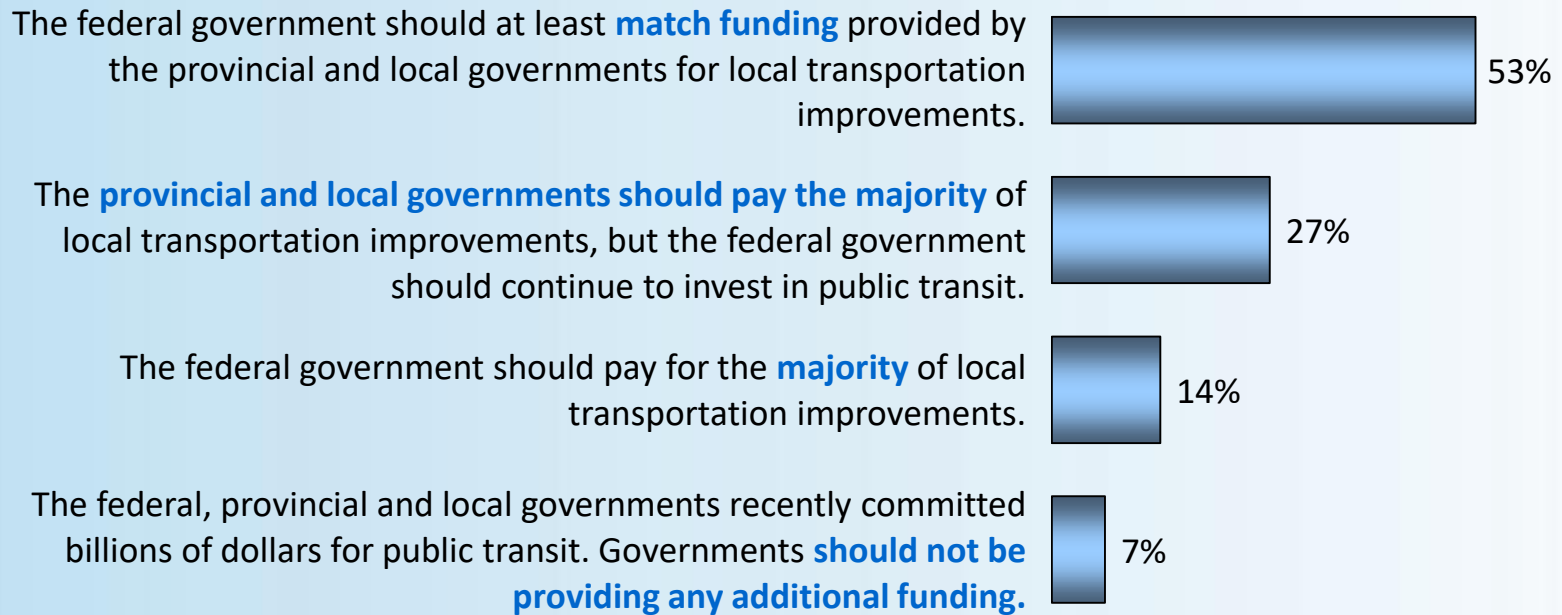 The federal government should at least match funding provided by
the provincial and local governments for local transportation
improvements.
53%
The provincial and local governments should pay the majority of
local transportation improvements, but the federal government
should continue to invest in public transit.
27%
The federal government should pay for the majority of local
transportation improvements.
14%
The federal, provincial and local governments recently committed
billions of dollars for public transit. Governments should not be
providing any additional funding.
7%